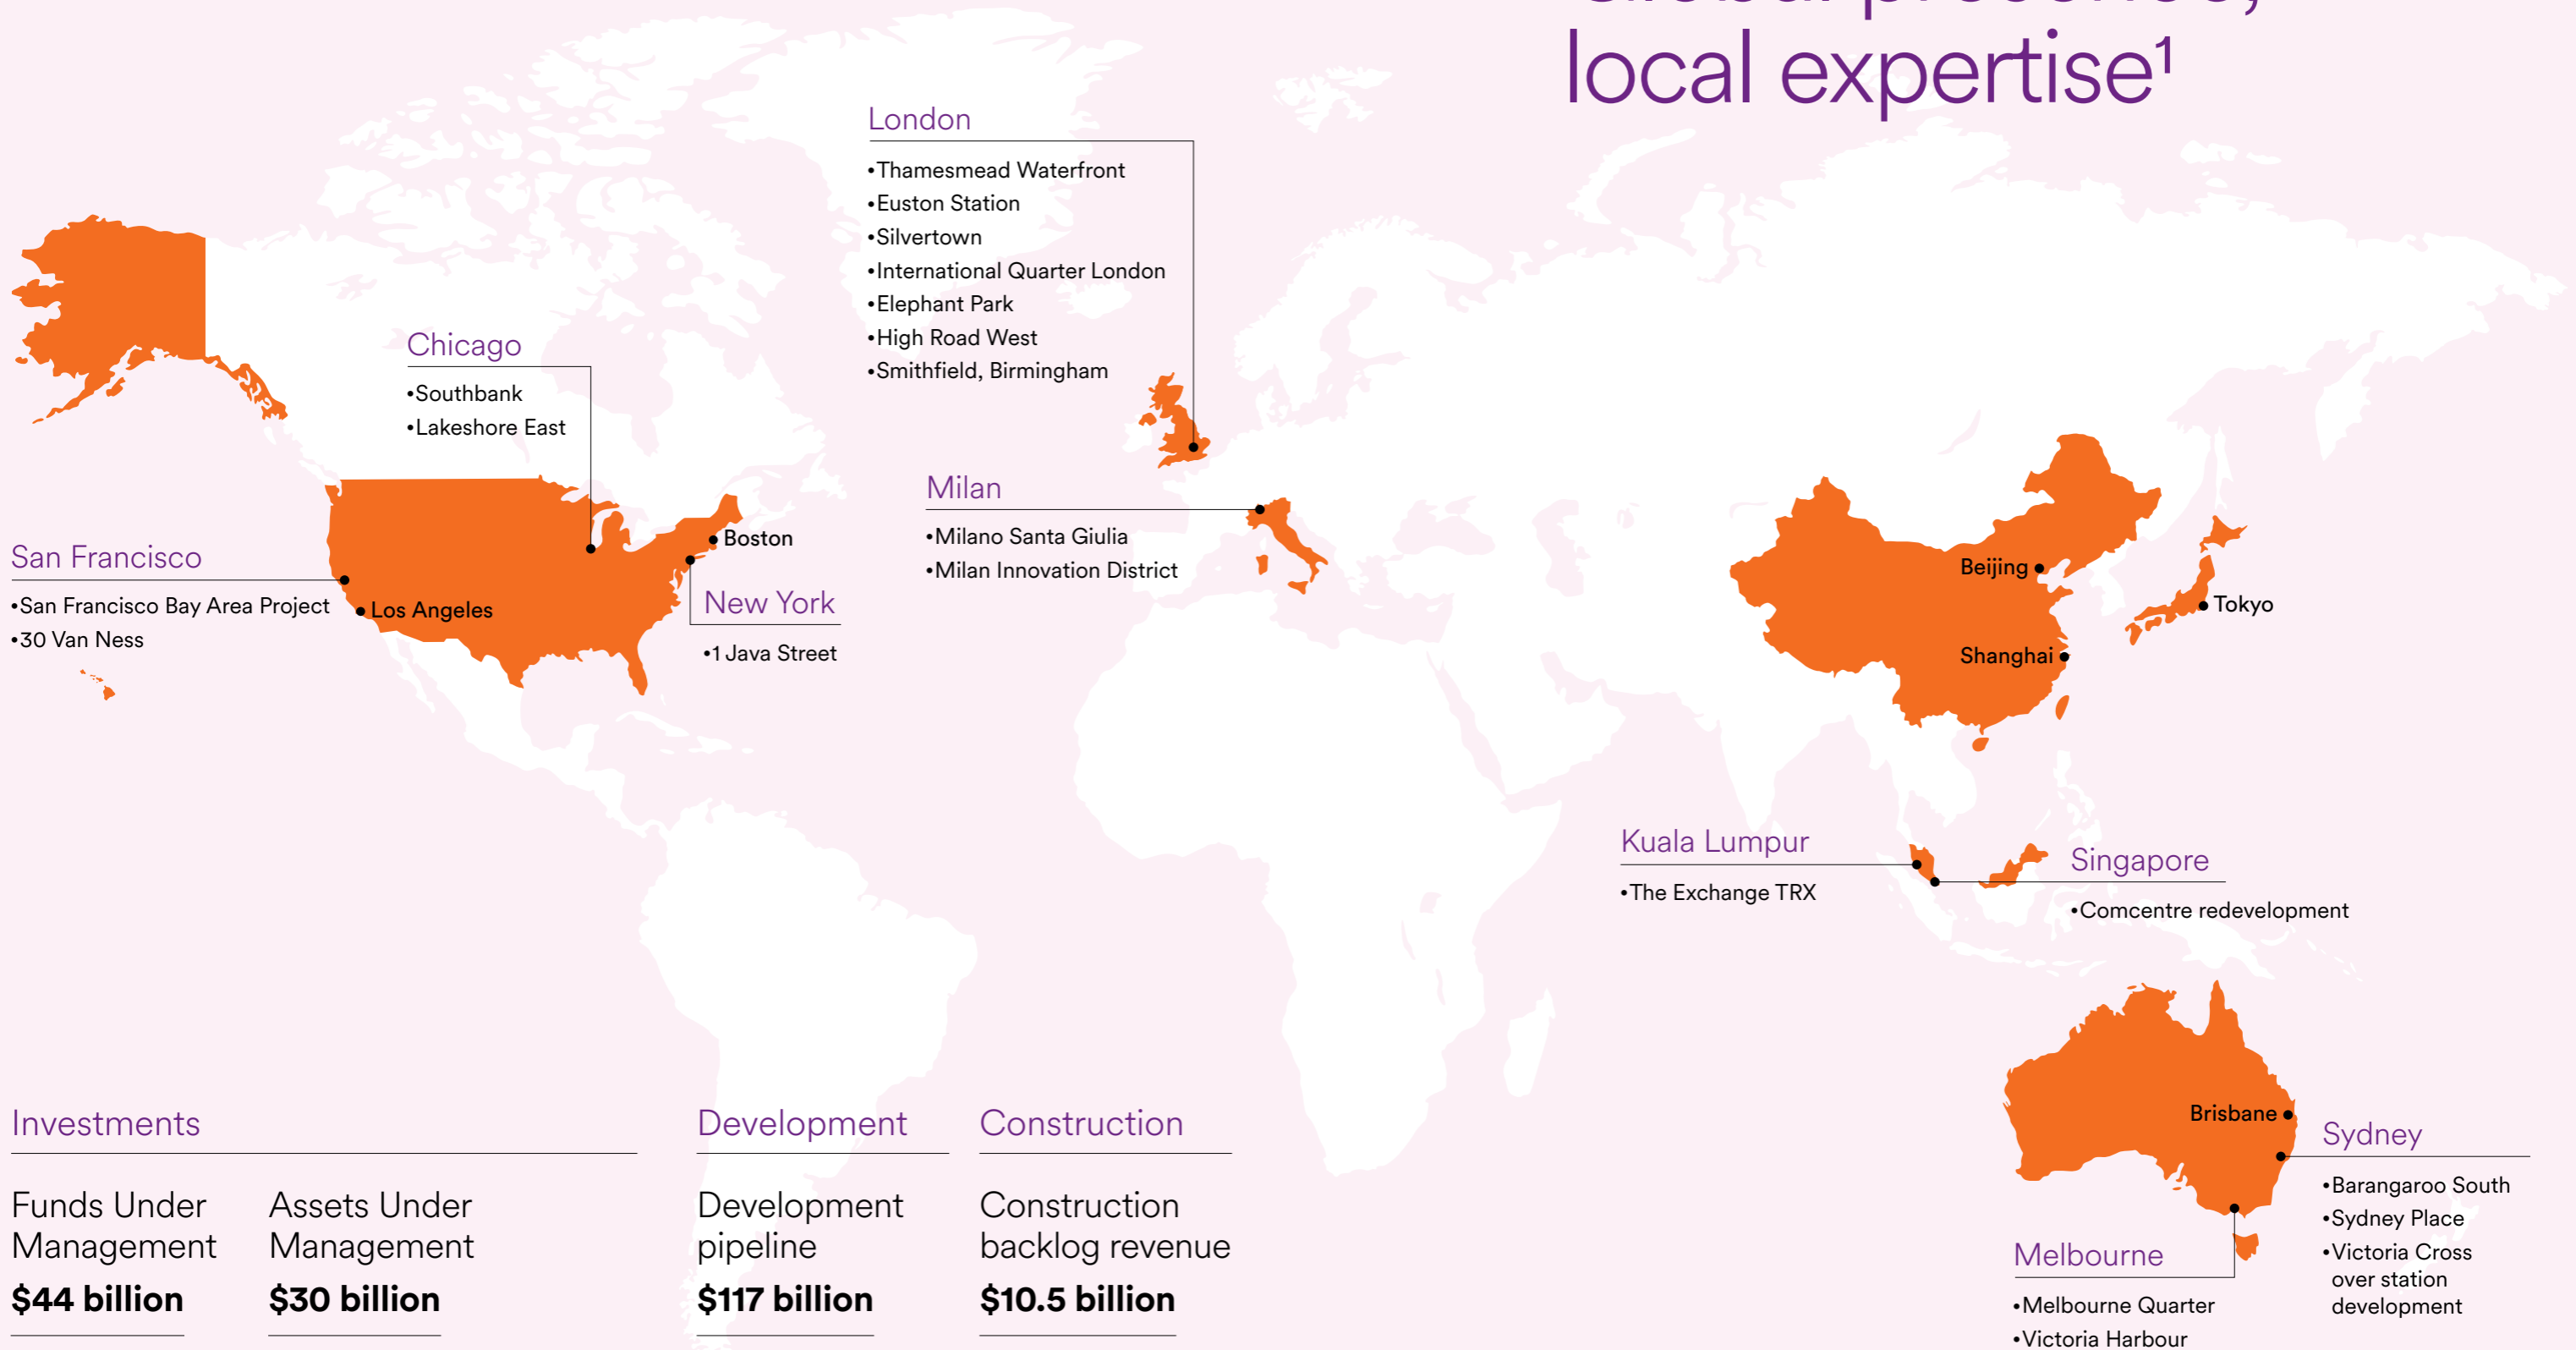 local expertise¹
London
•Thamesmead Waterfront
•Euston Station
•Silvertown
•International Quarter London
•Elephant Park
•High Road West
•Smithfield, Birmingham
Chicago
•Southbank
•Lakeshore East
Milan
•Milano Santa Giulia
•Milan Innovation District
San Francisco
•San Francisco Bay Area Project
•30 Van Ness
Los Angeles
Boston
New York
•1 Java Street
Beijing
Tokyo
Shanghai
Kuala Lumpur
•The Exchange TRX
Singapore
•Comcentre redevelopment
Brisbane
Sydney
•Barangaroo South
•Sydney Place
•Victoria Cross
over station
development
Melbourne
•Melbourne Quarter
•Victoria Harbour
Investments
Funds Under
Management
$44 billion
Assets Under
Management
$30 billion
Development
Development
pipeline
$117 billion
Construction
Construction
backlog revenue
$10.5 billion